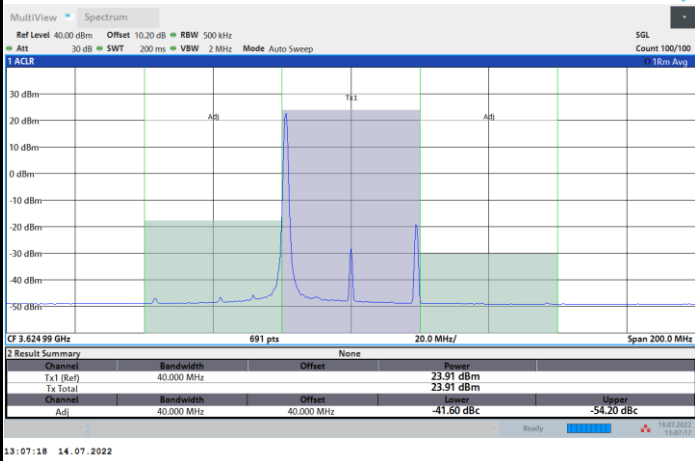 MultiView Spectrum
Ref Level 40.00 dBm Offset 10.20 dB RBW 500 kHz SGL
Att 30 dB SWT 200 ms VBW 2 MHz Mode Auto Sweep Count 100/100
1 ACLR 1Rm Avg
30 dBm
Tx1
20 dBm Adj Adj
10 dBm
0 dBm
-10 dBm
-20 dBm
-30 dBm
-40 dBm
-50 dBm
CF 3.624 99 GHz 691 pts 20.0 MHz/ Span 200.0 MHz
2 Result Summary None
Channel Bandwidth Offset Power
Tx1 (Ref) 40.000 MHz 23.91 dBm
Tx Total 23.91 dBm
Channel Bandwidth Offset Lower Upper
Adj 40.000 MHz 40.000 MHz -41.60 dBc -54.20 dBc
Ready 14.07.2022
13:07:17
13:07:18 14.07.2022